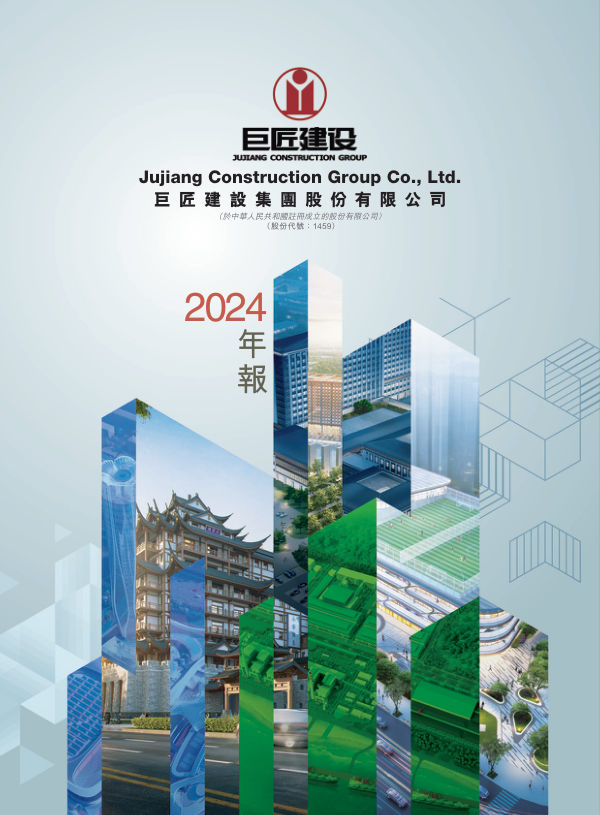 巨匠建设
JUJIANG CONSTRUCTION GROUP
Jujiang Construction Group Co., Ltd.
巨匠建設集團股份有限公司
（於中華人民共和國註冊成立的股份有限公司）
（股份代號：1459）
2024
年
報